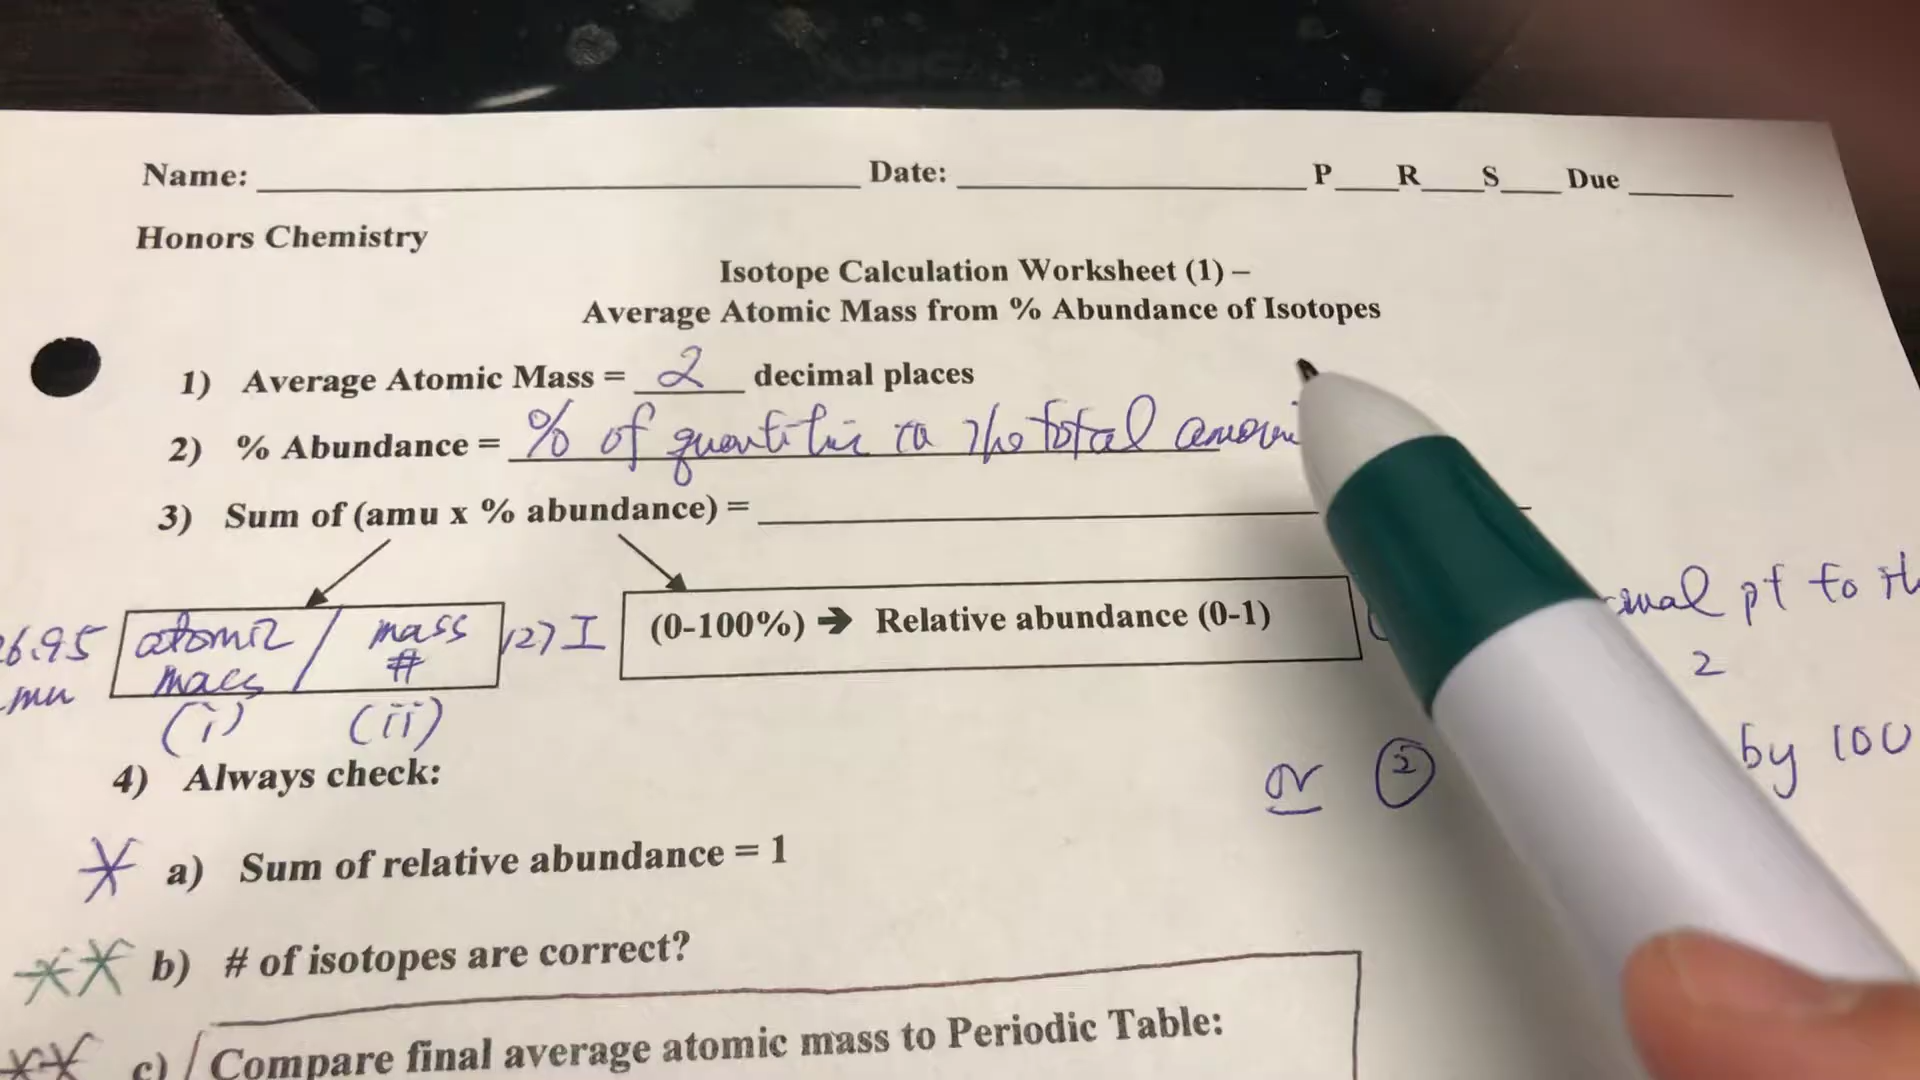 Name: Date: P R S Due
Honors Chemistry
Isotope Calculation Worksheet (1) –
Average Atomic Mass from % Abundance of Isotopes
1) Average Atomic Mass = 2 decimal places
2) % Abundance = % of to the total
3) Sum of (amu x % abundance) =
6.95 atomic / mass 127 I (0-100%) ➔ Relative abundance (0-1) pt to
mass # 2
(i) (ii)
4) Always check:
or ② by 100
* a) Sum of relative abundance = 1
** b) # of isotopes are correct?
** c) Compare final average atomic mass to Periodic Table: